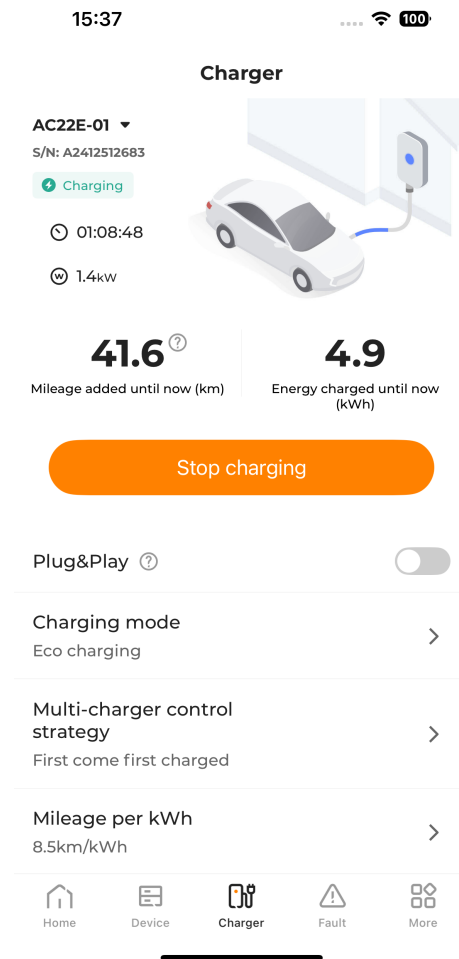 15:37
100
Charger
AC22E-01
S/N: A2412512683
Charging
01:08:48
W 1.4kW
41.6 ?
Mileage added until now (km)
4.9
Energy charged until now
(kWh)
Stop charging
Plug&Play ?
Charging mode
Eco charging
Multi-charger control
strategy
First come first charged
Mileage per kWh
8.5km/kWh
Home
Device
Charger
Fault
More